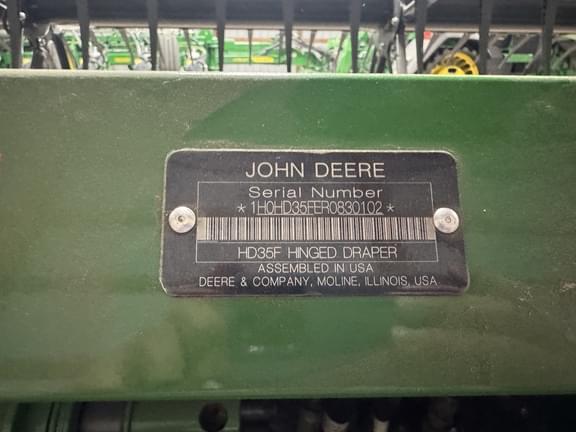 JOHN DEERE
Serial Number
*1H0HD35FER0830102*
HD35F HINGED DRAPER
ASSEMBLED IN USA
DEERE & COMPANY, MOLINE, ILLINOIS, USA